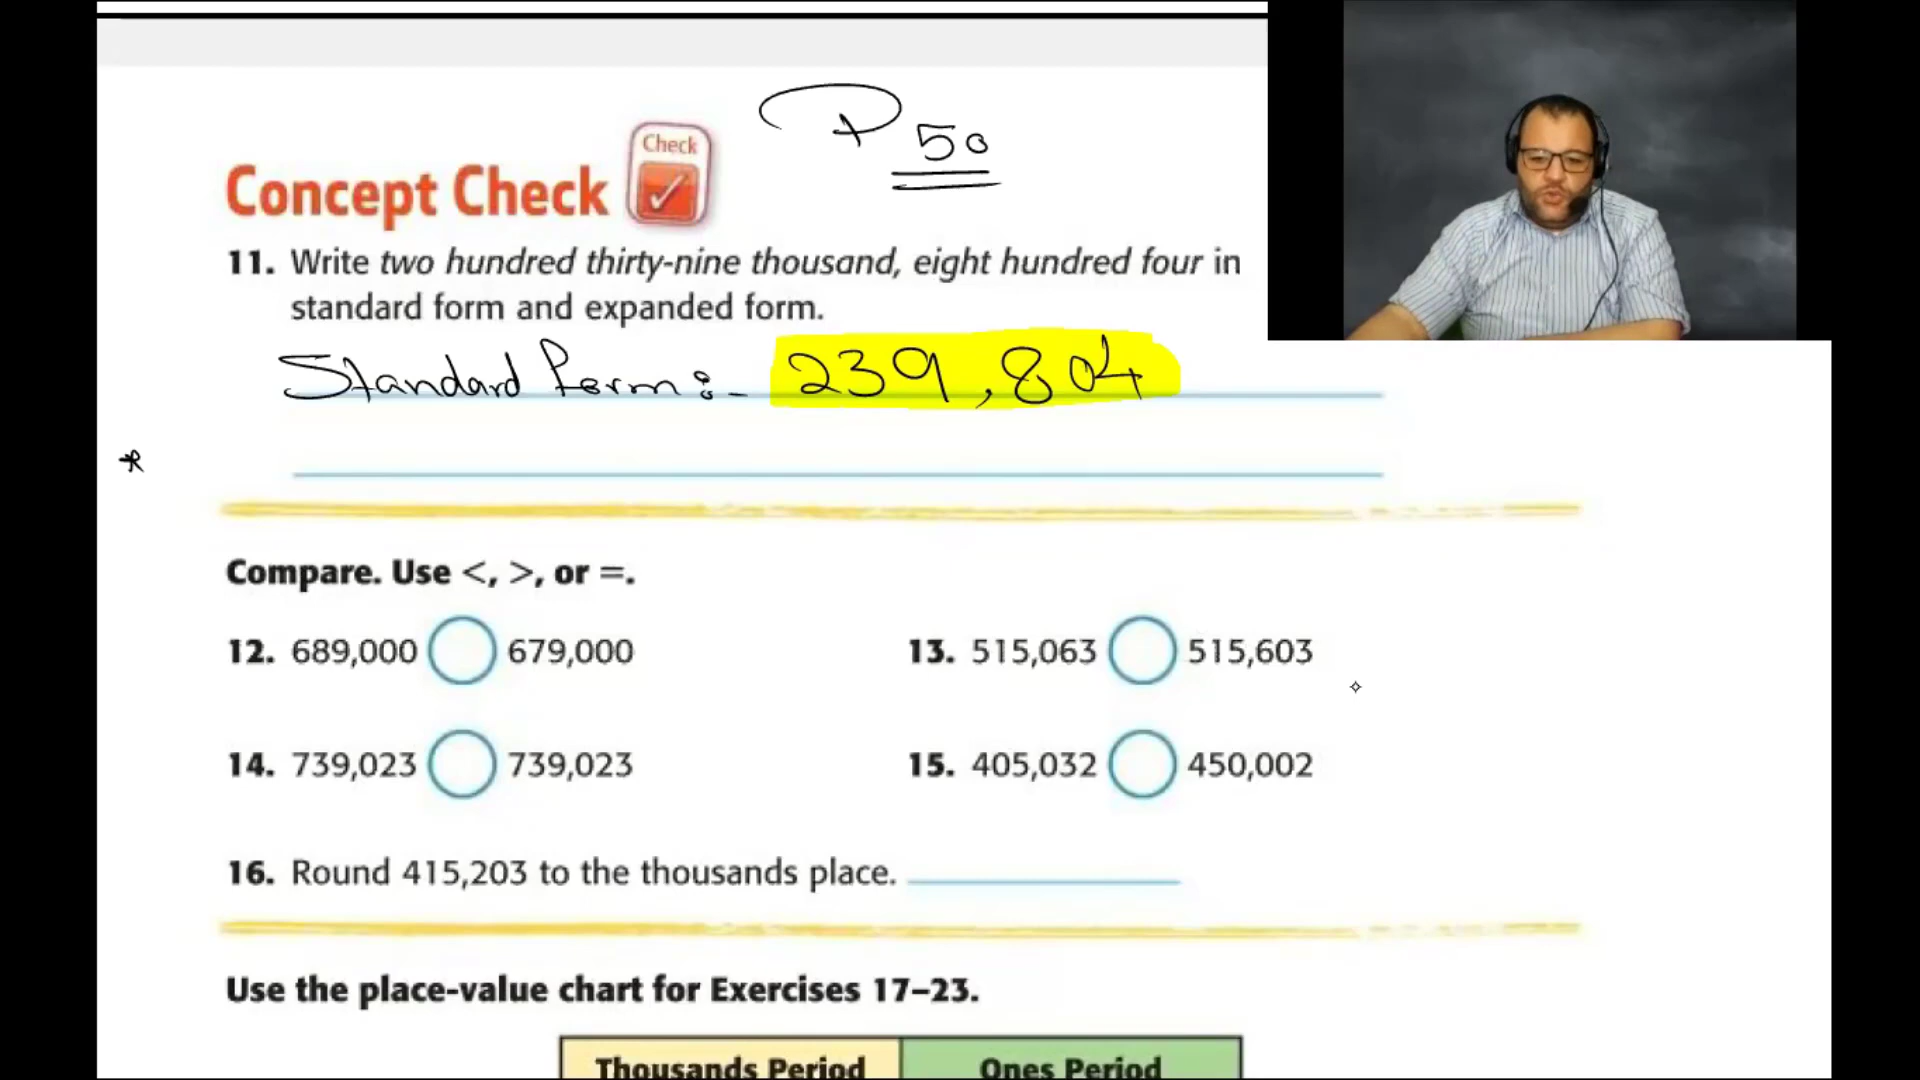 P 50
Check
Concept Check
11. Write two hundred thirty-nine thousand, eight hundred four in
standard form and expanded form.
Standard form:- 239,804
*
Compare. Use <, >, or =.
12. 689,000 679,000
13. 515,063 515,603
14. 739,023 739,023
15. 405,032 450,002
16. Round 415,203 to the thousands place.
Use the place-value chart for Exercises 17–23.
Thousands Period Ones Period